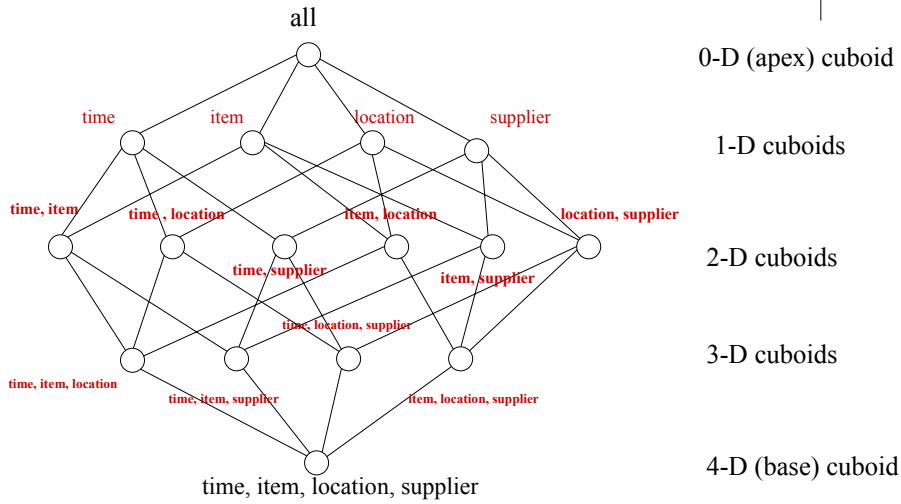 all
0-D (apex) cuboid
time
item
location
supplier
1-D cuboids
time, item
time , location
item, location
location, supplier
time, supplier
item, supplier
2-D cuboids
time, location, supplier
3-D cuboids
time, item, location
time, item, supplier
item, location, supplier
4-D (base) cuboid
time, item, location, supplier